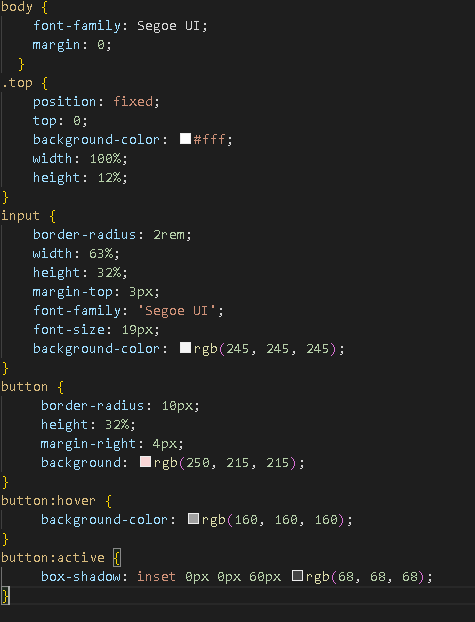 body {
    font-family: Segoe UI;
    margin: 0;
  }
.top {
    position: fixed;
    top: 0;
    background-color: #fff;
    width: 100%;
    height: 12%;
}
input {
    border-radius: 2rem;
    width: 63%;
    height: 32%;
    margin-top: 3px;
    font-family: 'Segoe UI';
    font-size: 19px;
    background-color: rgb(245, 245, 245);
}
button {
     border-radius: 10px;
     height: 32%;
     margin-right: 4px;
     background: rgb(250, 215, 215);
}
button:hover {
     background-color: rgb(160, 160, 160);
}
button:active {
     box-shadow: inset 0px 0px 60px rgb(68, 68, 68);
}